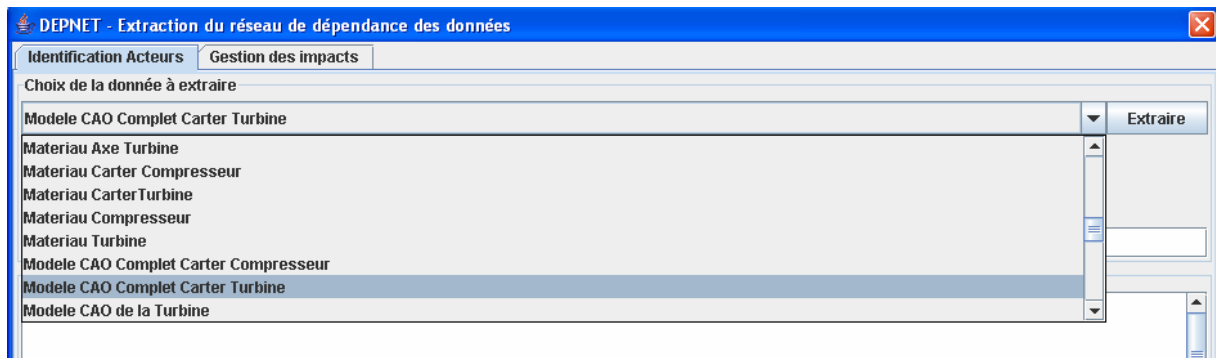 DEPNET - Extraction du réseau de dépendance des données
Identification Acteurs Gestion des impacts
Choix de la donnée à extraire
Modele CAO Complet Carter Turbine Extraire
Materiau Axe Turbine
Materiau Carter Compresseur
Materiau CarterTurbine
Materiau Compresseur
Materiau Turbine
Modele CAO Complet Carter Compresseur
Modele CAO Complet Carter Turbine
Modele CAO de la Turbine